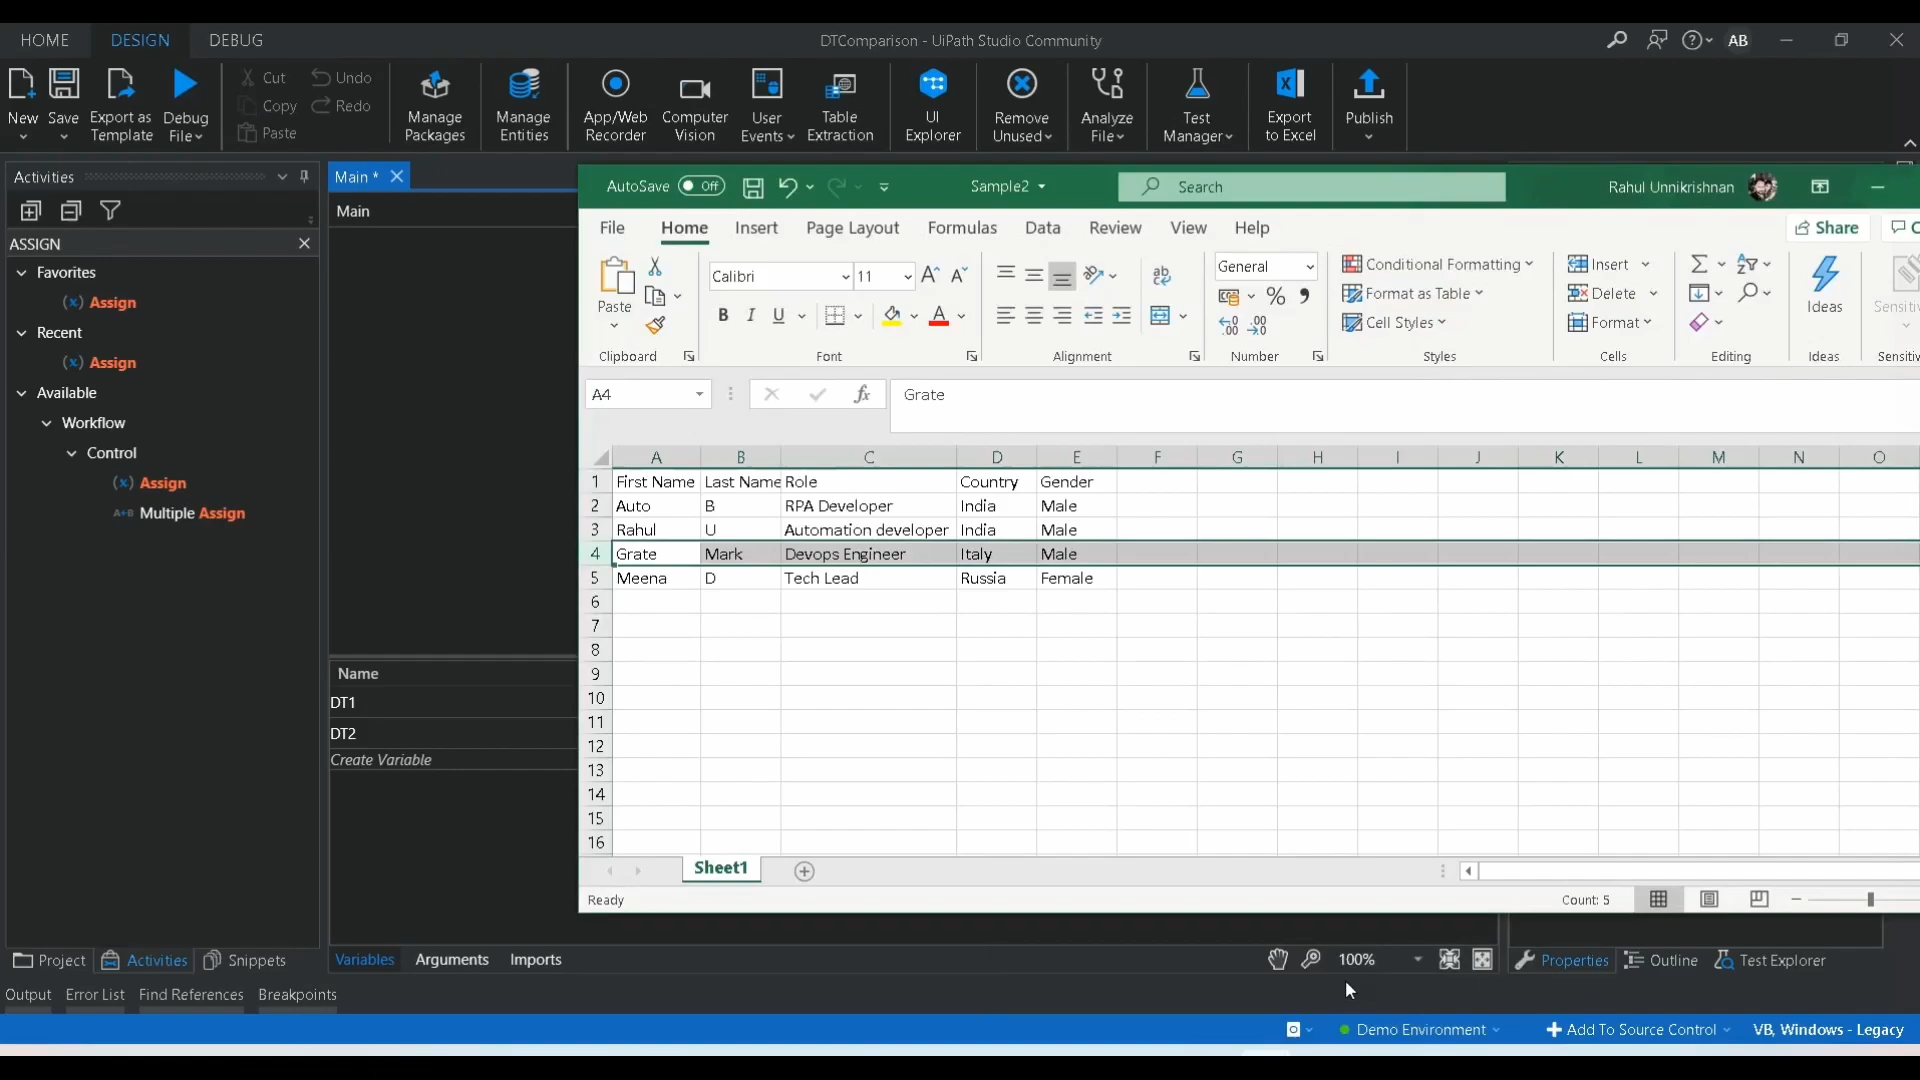 HOME DESIGN DEBUG DTComparison - UiPath Studio Community AB
New Save Export as Template Debug File Cut Copy Paste Undo Redo Manage Packages Manage Entities App/Web Recorder Computer Vision User Events Table Extraction UI Explorer Remove Unused Analyze File Test Manager Export to Excel Publish
Activities
ASSIGN
Favorites
Assign
Recent
Assign
Available
Workflow
Control
Assign
Multiple Assign
Main *
Main
Name
DT1
DT2
Create Variable
AutoSave Off Sample2 Search Rahul Unnikrishnan
File Home Insert Page Layout Formulas Data Review View Help Share
Paste Calibri 11 General Conditional Formatting Format as Table Cell Styles Insert Delete Format Ideas Sensitiv
Clipboard Font Alignment Number Styles Cells Editing Ideas Sensitiv
A4 fx Grate
A B C D E F G H I J K L M N O
1 First Name Last Name Role Country Gender
2 Auto B RPA Developer India Male
3 Rahul U Automation developer India Male
4 Grate Mark Devops Engineer Italy Male
5 Meena D Tech Lead Russia Female
6
7
8
9
10
11
12
13
14
15
16
Sheet1
Ready Count: 5
Project Activities Snippets Variables Arguments Imports 100% Properties Outline Test Explorer
Output Error List Find References Breakpoints
Demo Environment Add To Source Control VB, Windows - Legacy